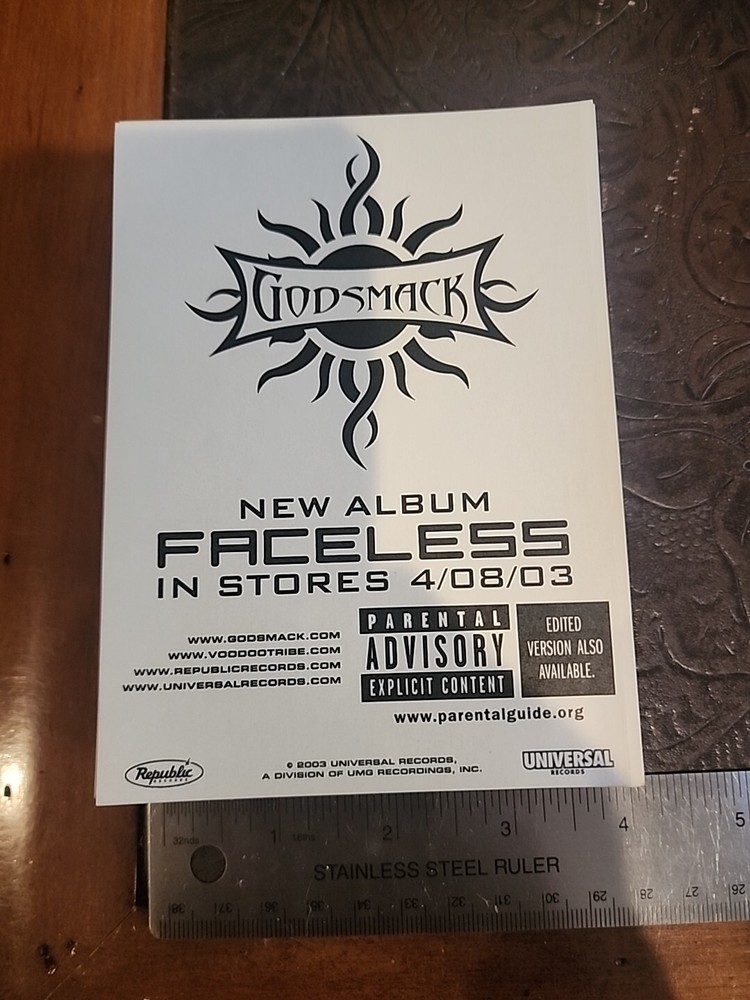 GODSMACK
NEW ALBUM
FACELESS
IN STORES 4/08/03
WWW.GODSMACK.COM
WWW.VOODOOTRIBE.COM
WWW.REPUBLICRECORDS.COM
WWW.UNIVERSALRECORDS.COM
PARENTAL
ADVISORY
EXPLICIT CONTENT
EDITED
VERSION ALSO
AVAILABLE.
www.parentalguide.org
Republic
RECORDS
© 2003 UNIVERSAL RECORDS,
A DIVISION OF UMG RECORDINGS, INC.
UNIVERSAL
RECORDS
32nds 1 2 3 4 5
STAINLESS STEEL RULER
38 37 36 35 34 33 32 31 30 29 28 27 26